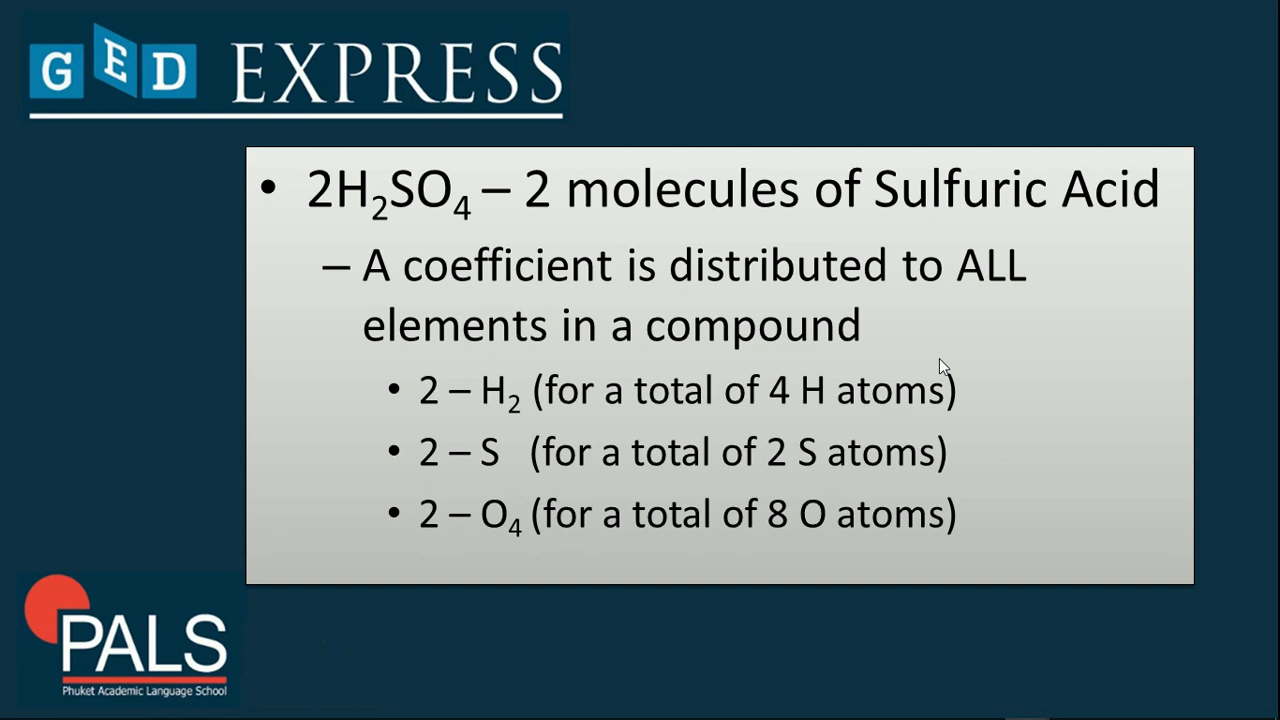 GED EXPRESS
• 2H₂SO₄ – 2 molecules of Sulfuric Acid
– A coefficient is distributed to ALL
elements in a compound
• 2 – H₂ (for a total of 4 H atoms)
• 2 – S (for a total of 2 S atoms)
• 2 – O₄ (for a total of 8 O atoms)
PALS
Phuket Academic Language School